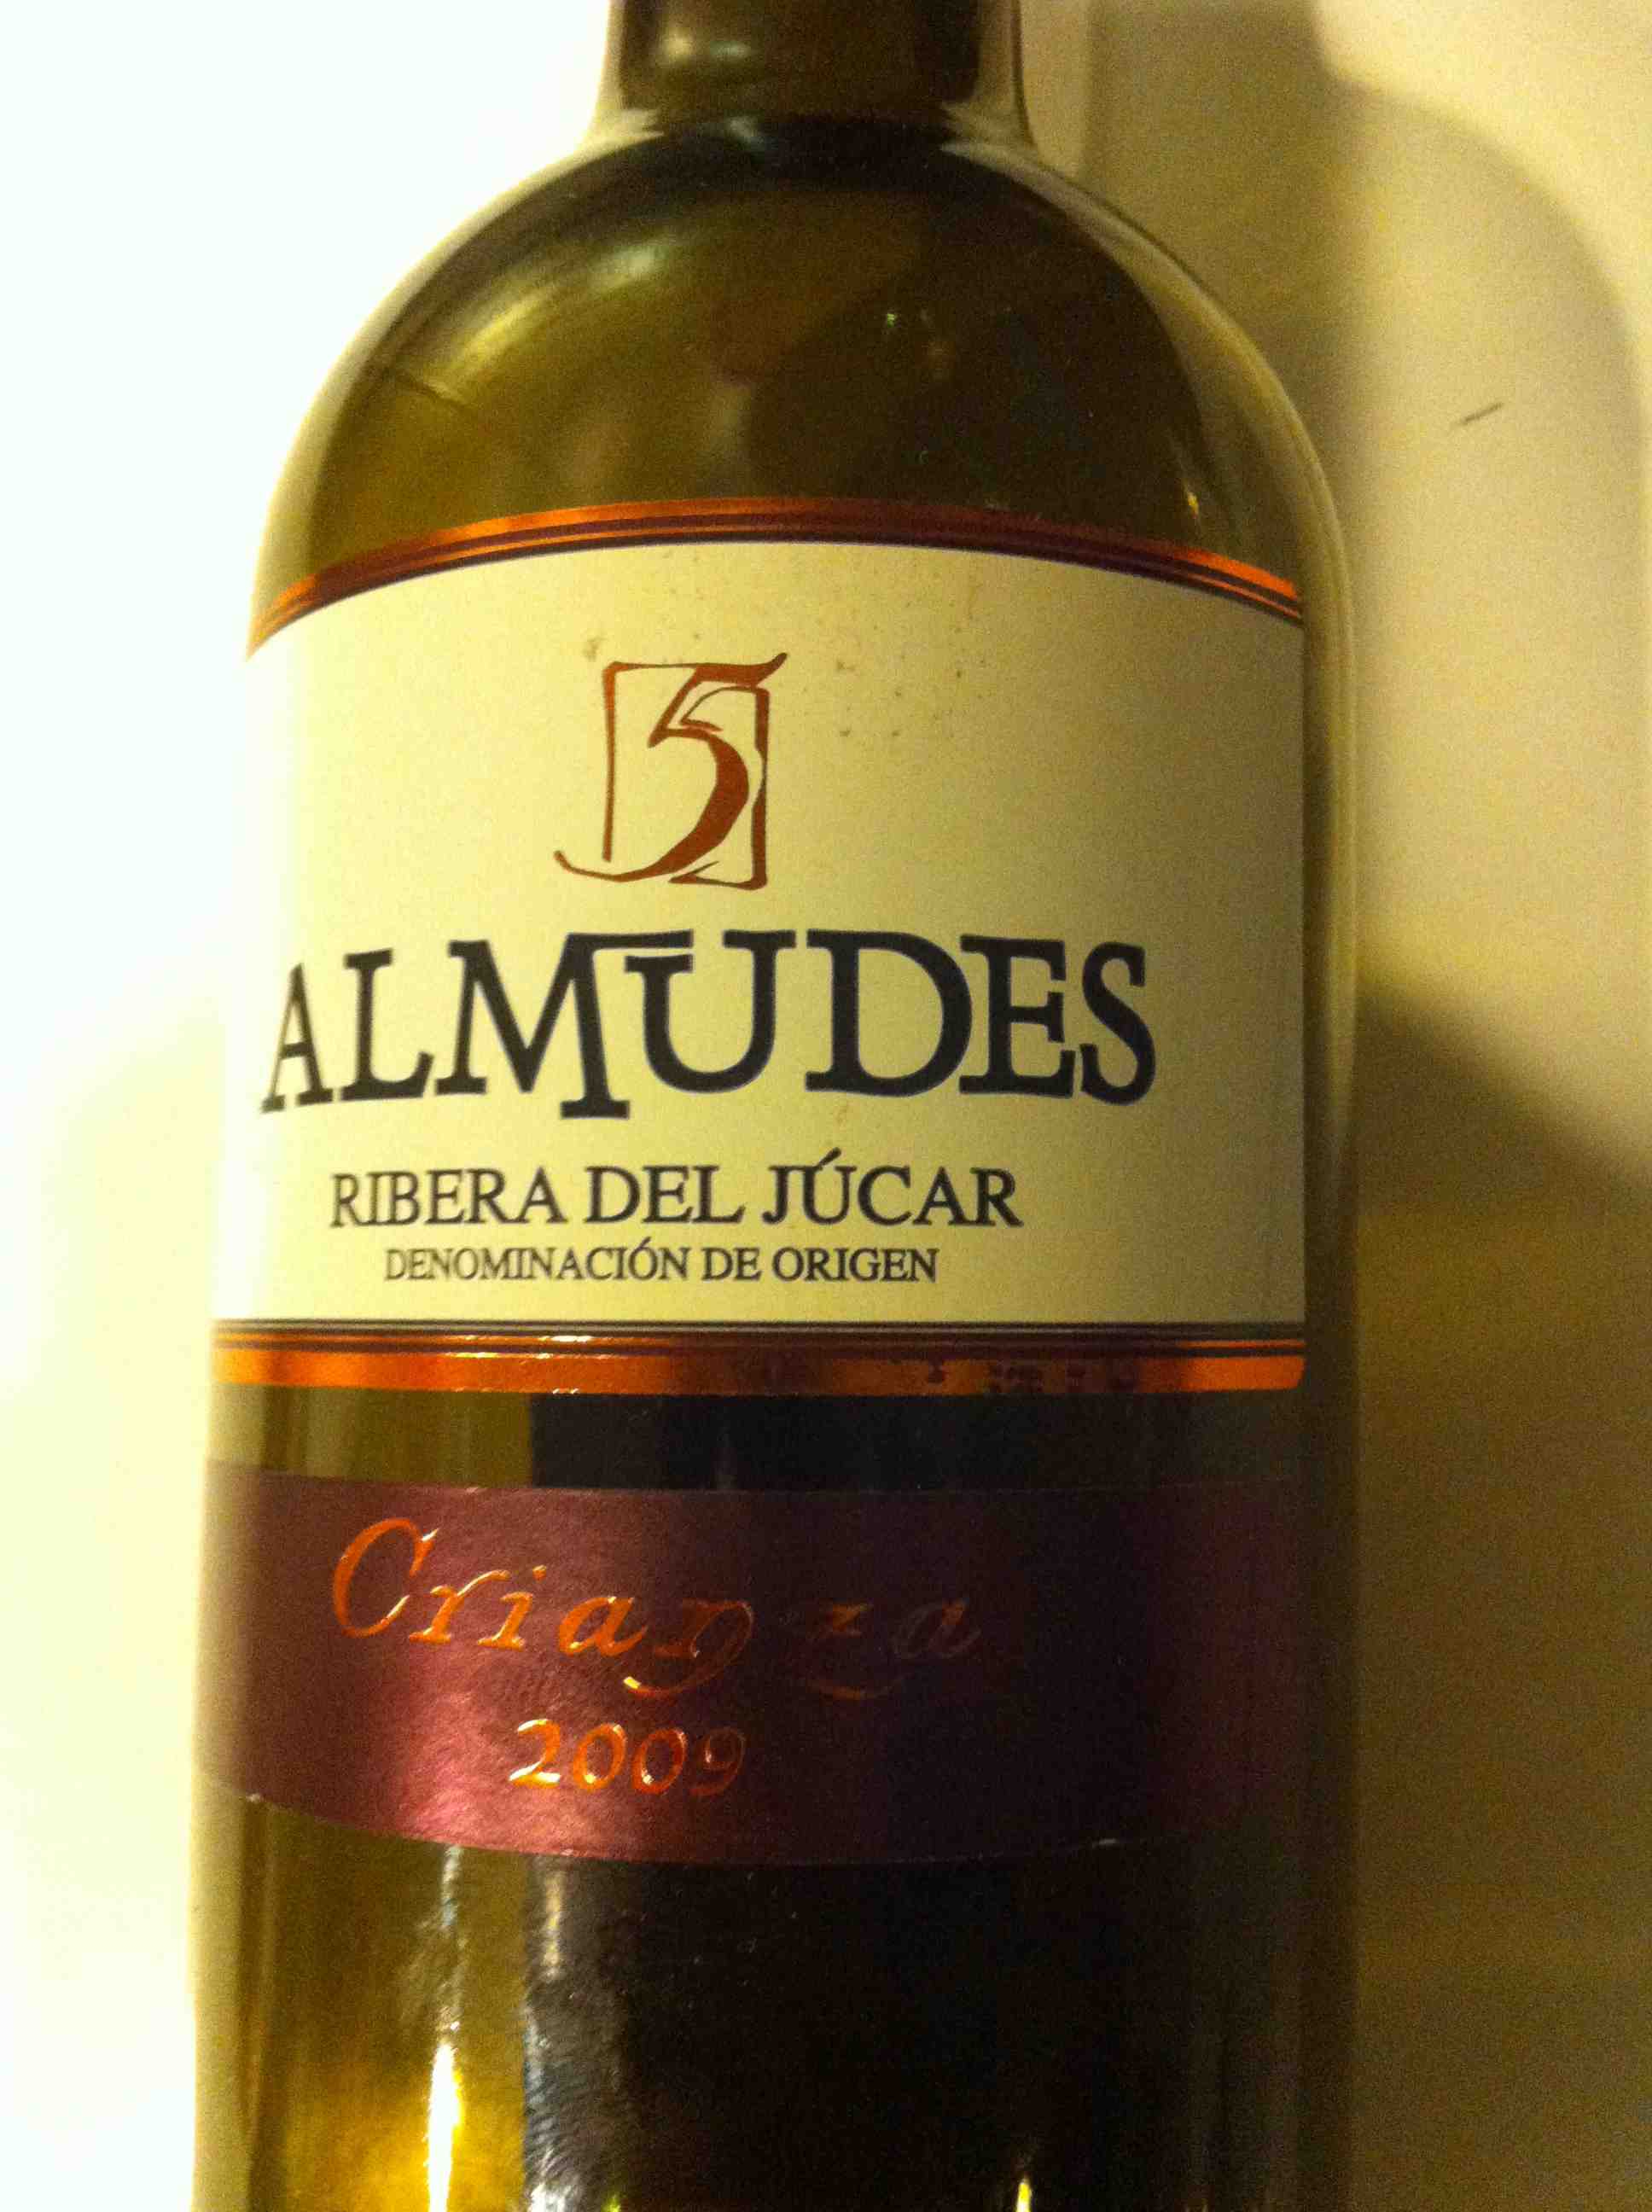 5
ALMUDES
RIBERA DEL JÚCAR
DENOMINACIÓN DE ORIGEN
Crianza
2009